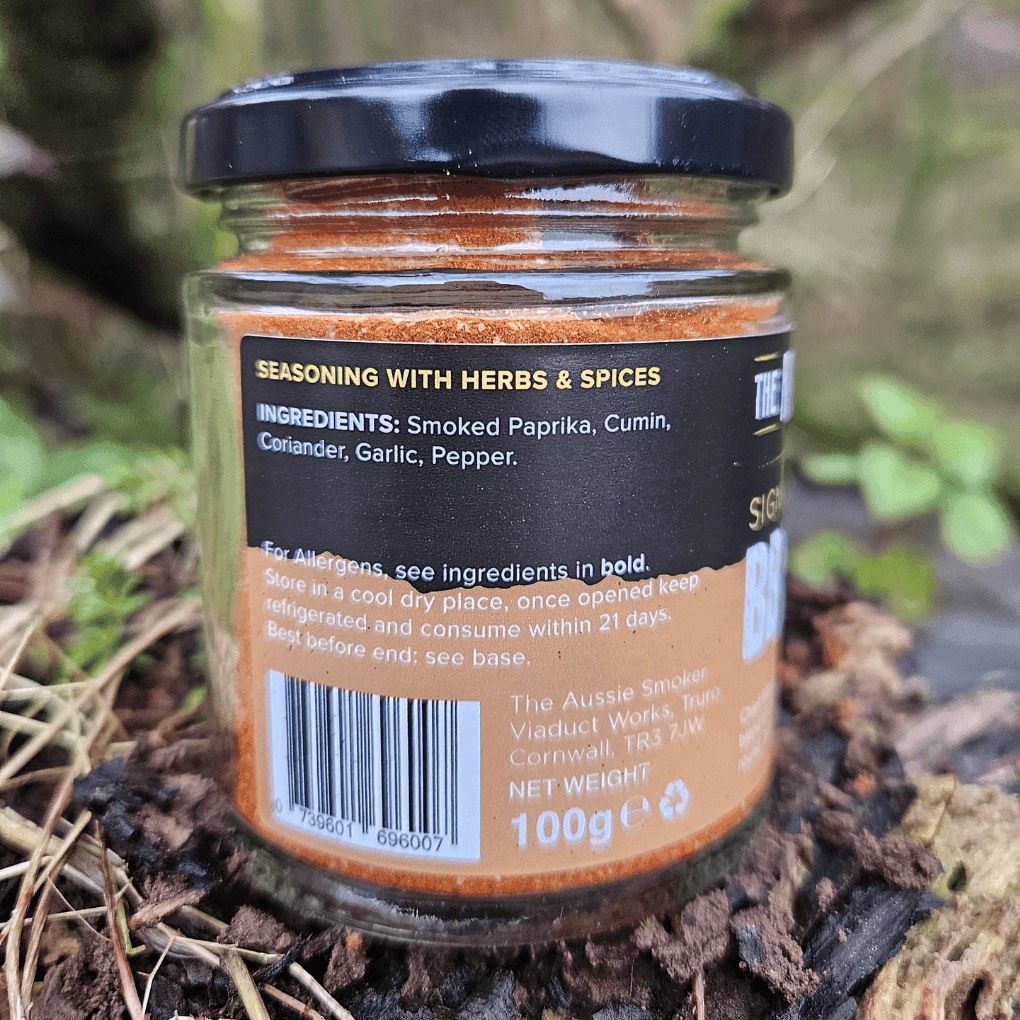 SEASONING WITH HERBS & SPICES
INGREDIENTS: Smoked Paprika, Cumin,
Coriander, Garlic, Pepper.
For Allergens, see ingredients in bold.
Store in a cool dry place, once opened keep
refrigerated and consume within 21 days.
Best before end: see base.
The Aussie Smoker
Viaduct Works, Truro
Cornwall, TR3 7JW
NET WEIGHT
100g ℮
0 739601 696007
THE